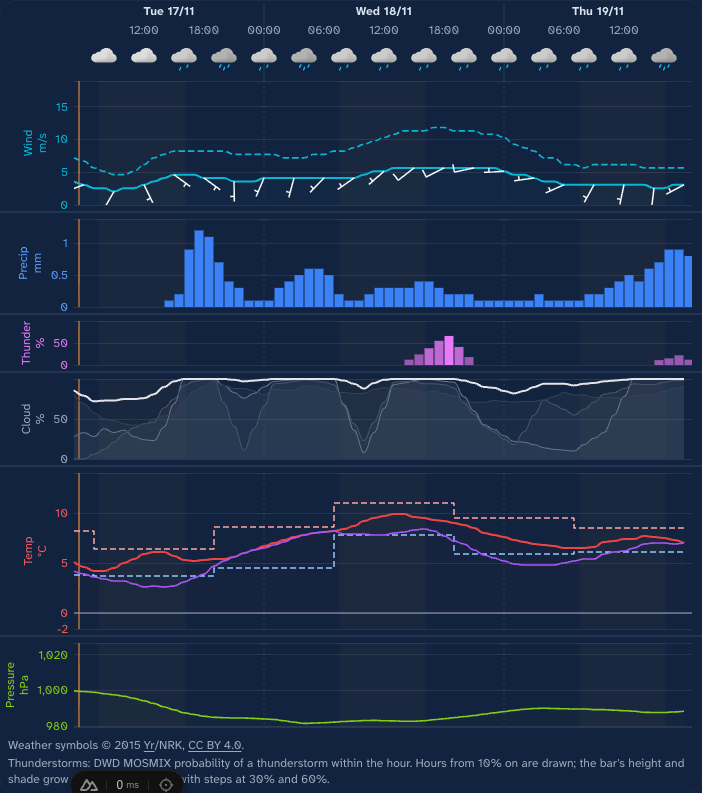 Tue 17/11 Wed 18/11 Thu 19/11
12:00 18:00 00:00 06:00 12:00 18:00 00:00 06:00 12:00
Wind
m/s
15
10
5
0
Precip
mm
1
0.5
0
Thunder
%
50
0
Cloud
%
50
0
Temp
°C
10
5
0
-2
Pressure
hPa
1,020
1,000
980
Weather symbols © 2015 Yr/NRK, CC BY 4.0.
Thunderstorms: DWD MOSMIX probability of a thunderstorm within the hour. Hours from 10% on are drawn; the bar's height and
shade grow with steps at 30% and 60%.
0 ms